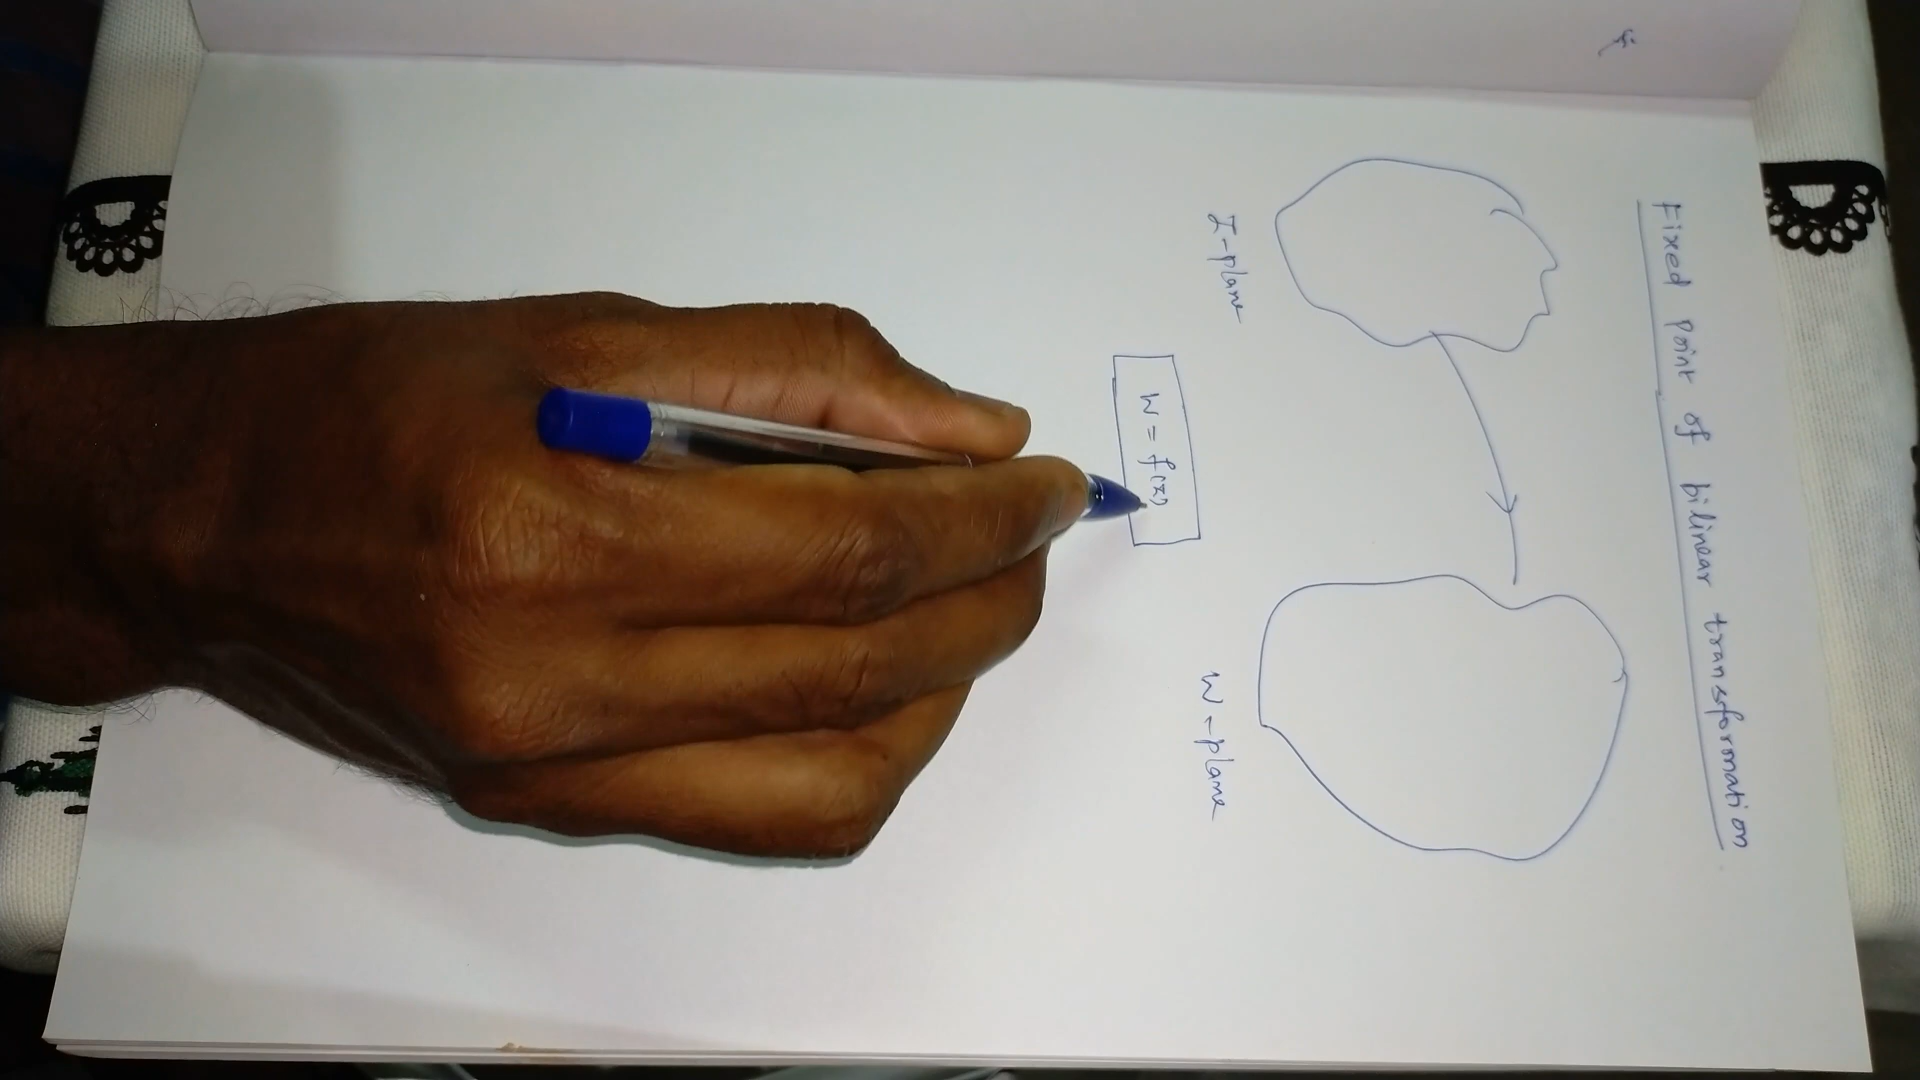 Fixed point of bilinear transformation
Z-plane
W-plane
W = f(z)